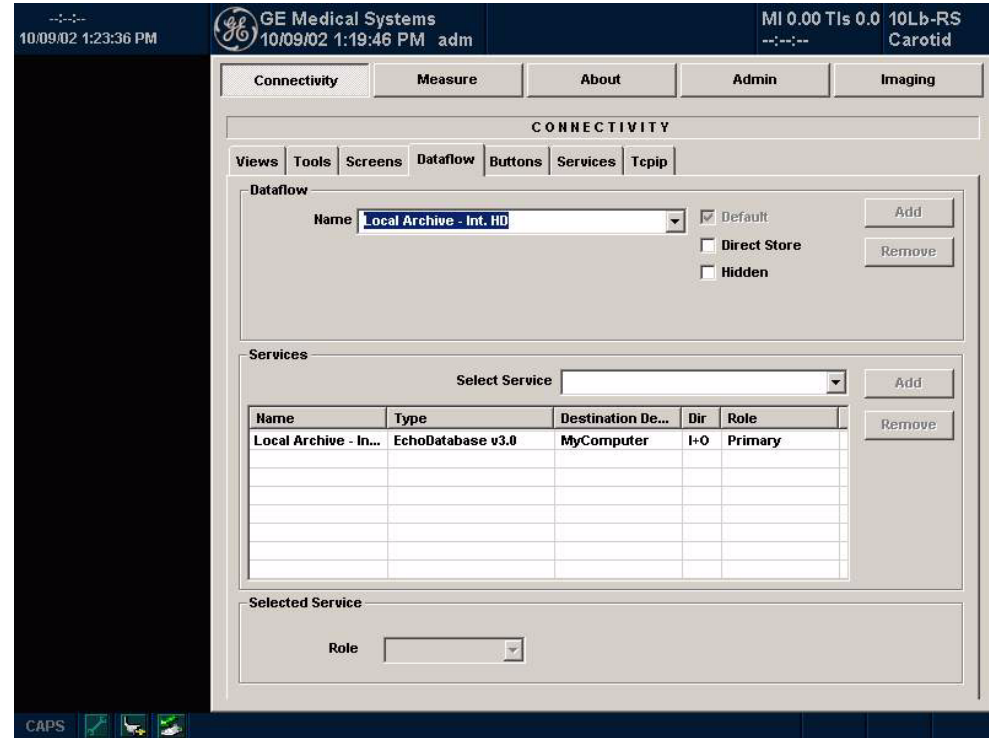 --:--:--
10/09/02 1:23:36 PM
GE Medical Systems
10/09/02 1:19:46 PM adm
MI 0.00 TIs 0.0 10Lb-RS
--:--:-- Carotid
Connectivity Measure About Admin Imaging
CONNECTIVITY
Views Tools Screens Dataflow Buttons Services Tcpip
Dataflow
Name Local Archive - Int. HD
Default
Direct Store
Hidden
Add
Remove
Services
Select Service
Add
Remove
Name Type Destination De... Dir Role
Local Archive - In... EchoDatabase v3.0 MyComputer I+O Primary
Selected Service
Role
CAPS